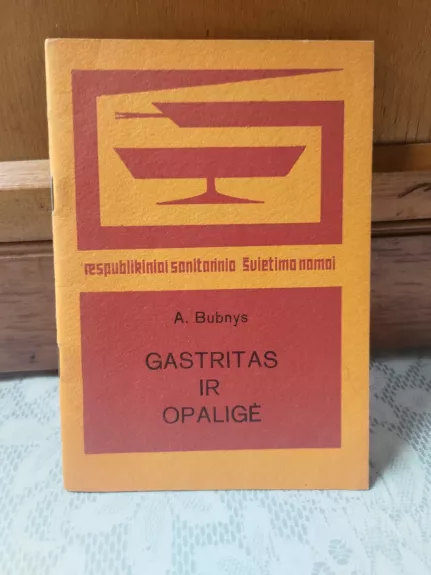 respublikiniai sanitarinio švietimo namai
A. Bubnys
GASTRITAS
IR
OPALIGĖ